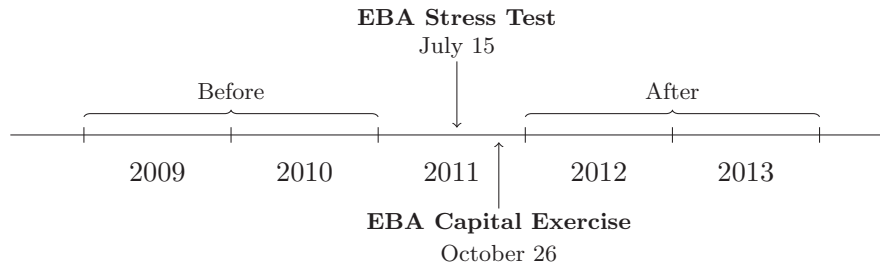 EBA Stress Test
July 15
Before
After
2009 2010 2011 2012 2013
EBA Capital Exercise
October 26